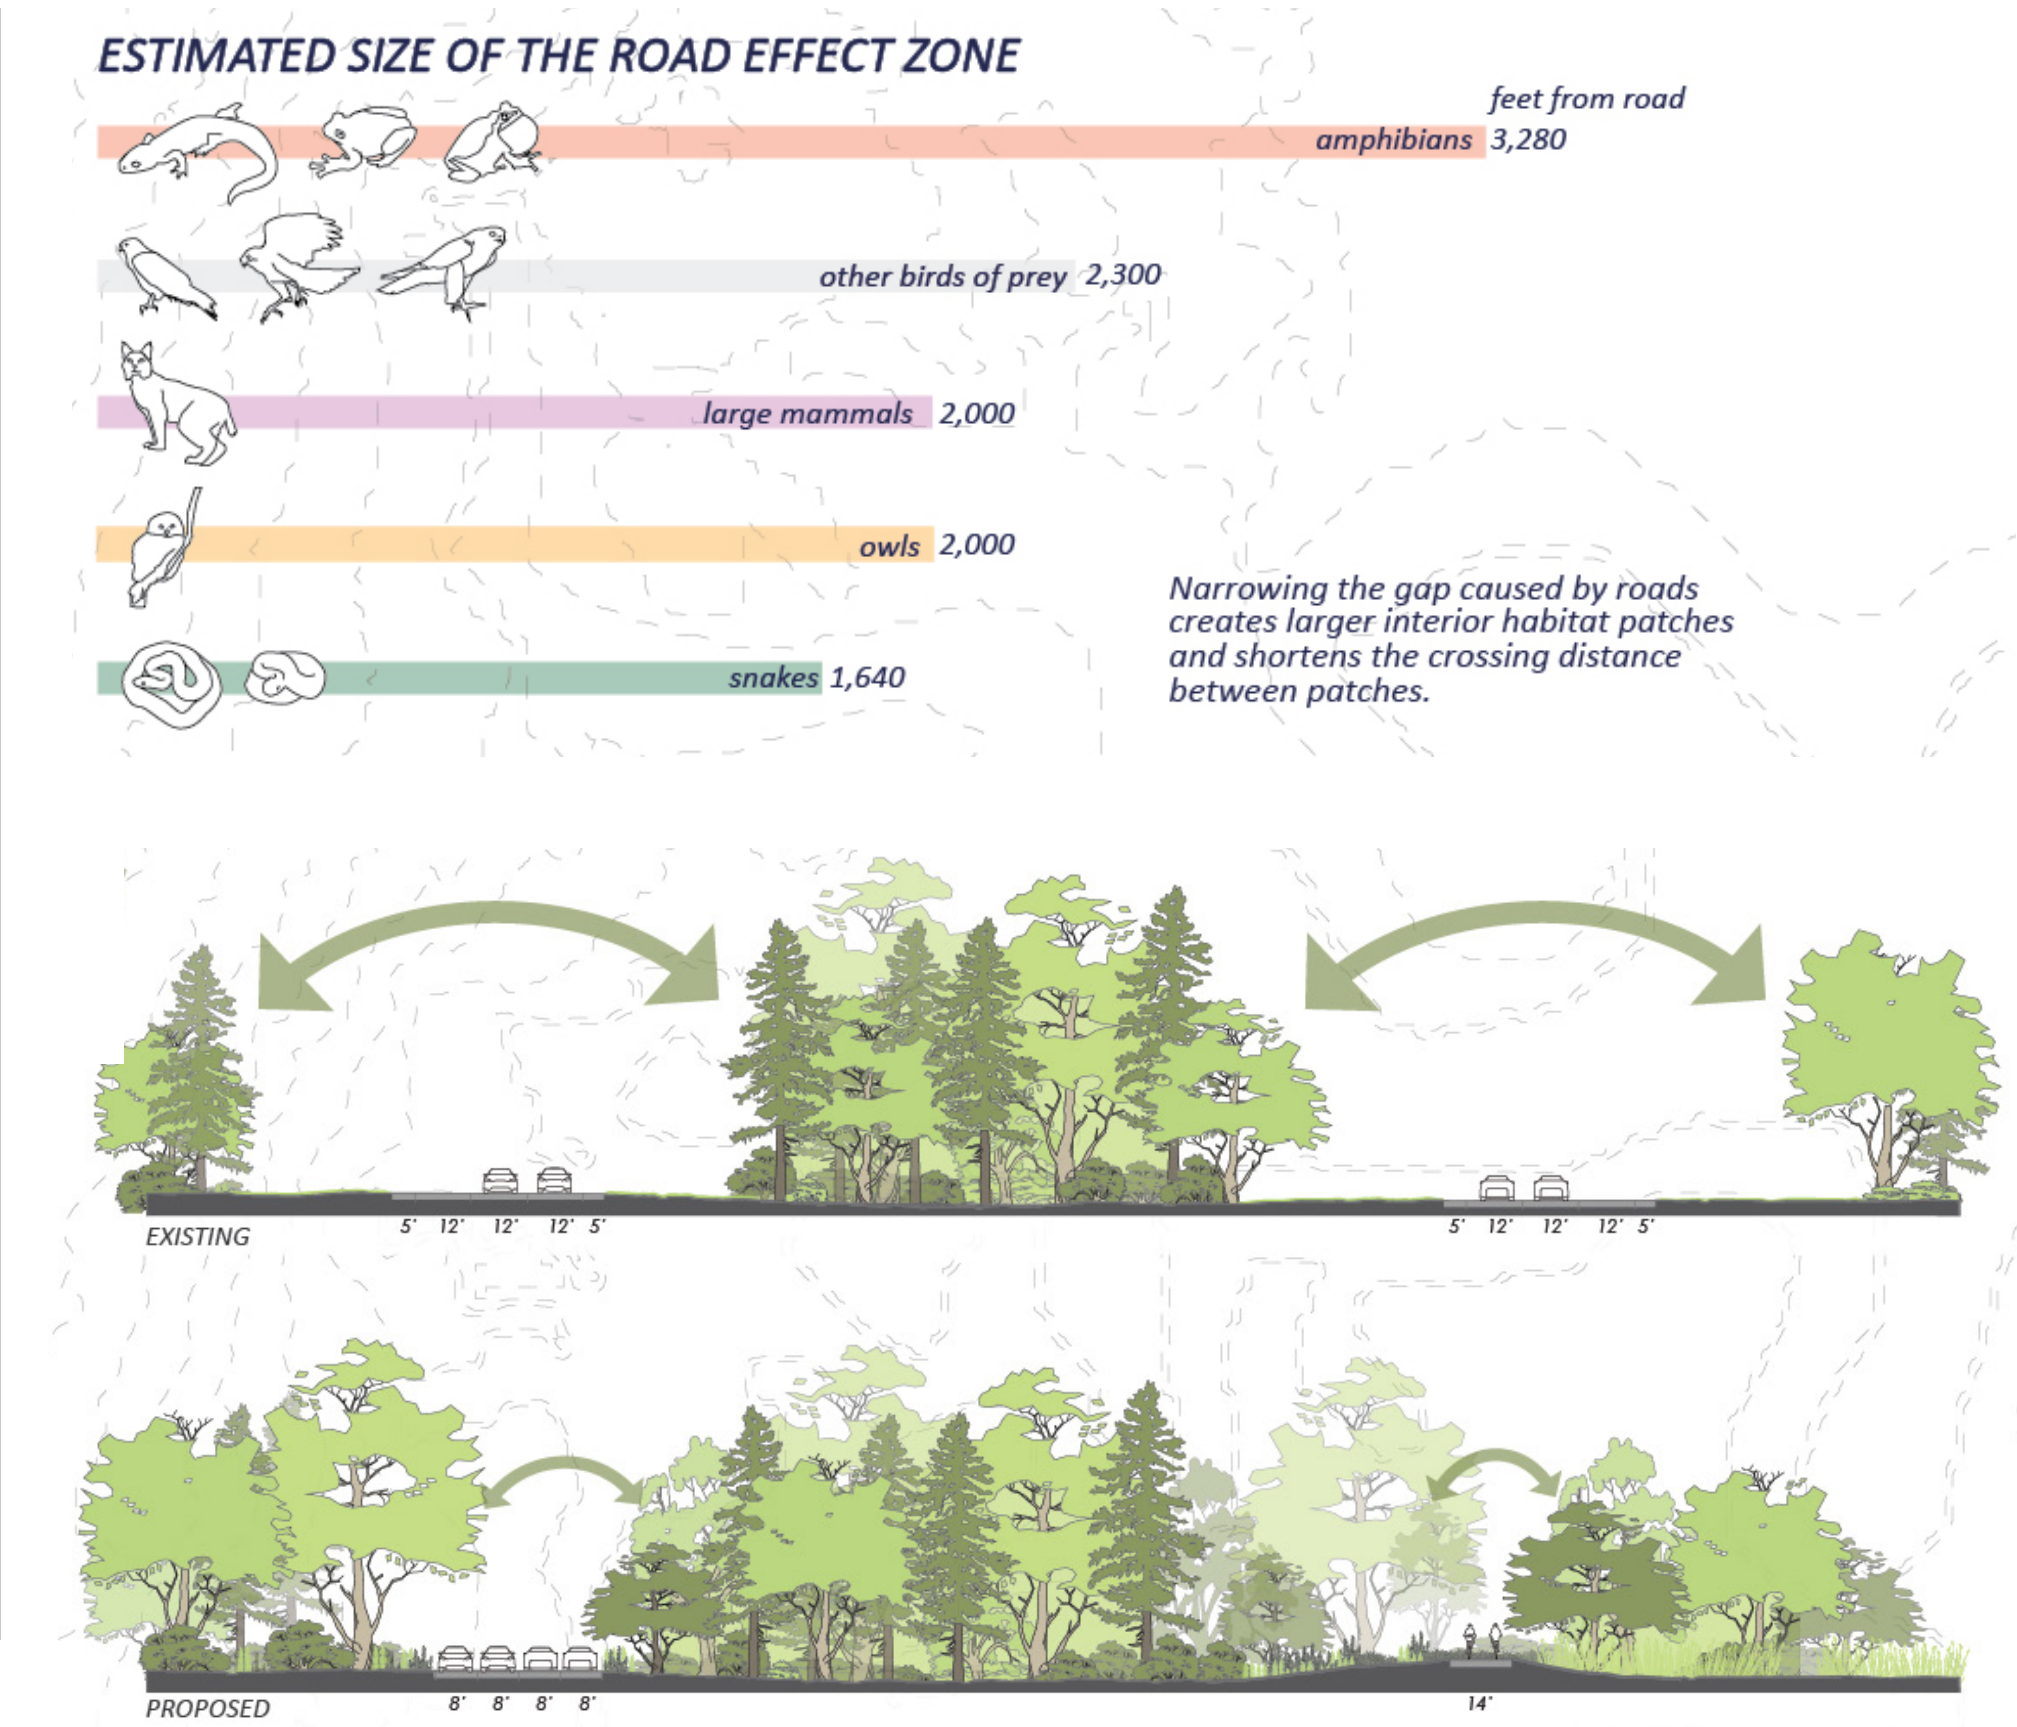 ESTIMATED SIZE OF THE ROAD EFFECT ZONE
feet from road
amphibians 3,280
other birds of prey 2,300
large mammals 2,000
owls 2,000
snakes 1,640
Narrowing the gap caused by roads
creates larger interior habitat patches
and shortens the crossing distance
between patches.
5' 12' 12' 12' 5'
5' 12' 12' 12' 5'
EXISTING
8' 8' 8' 8'
14'
PROPOSED